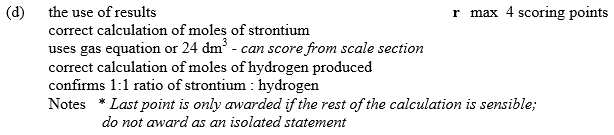 (d) the use of results r max 4 scoring points
correct calculation of moles of strontium
uses gas equation or 24 dm³ - can score from scale section
correct calculation of moles of hydrogen produced
confirms 1:1 ratio of strontium : hydrogen
Notes * Last point is only awarded if the rest of the calculation is sensible;
do not award as an isolated statement